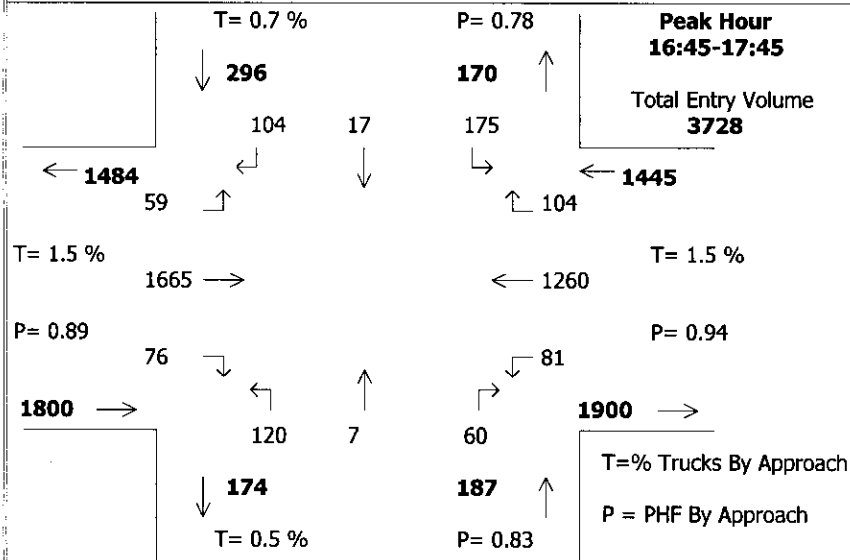 T= 0.7 % P= 0.78 Peak Hour
16:45-17:45
296 170
Total Entry Volume
104 17 175 3728
1484 1445
59 104
T= 1.5 % T= 1.5 %
1665 1260
P= 0.89 P= 0.94
76 81
1800 1900
120 7 60
T=% Trucks By Approach
174 187
P = PHF By Approach
T= 0.5 % P= 0.83